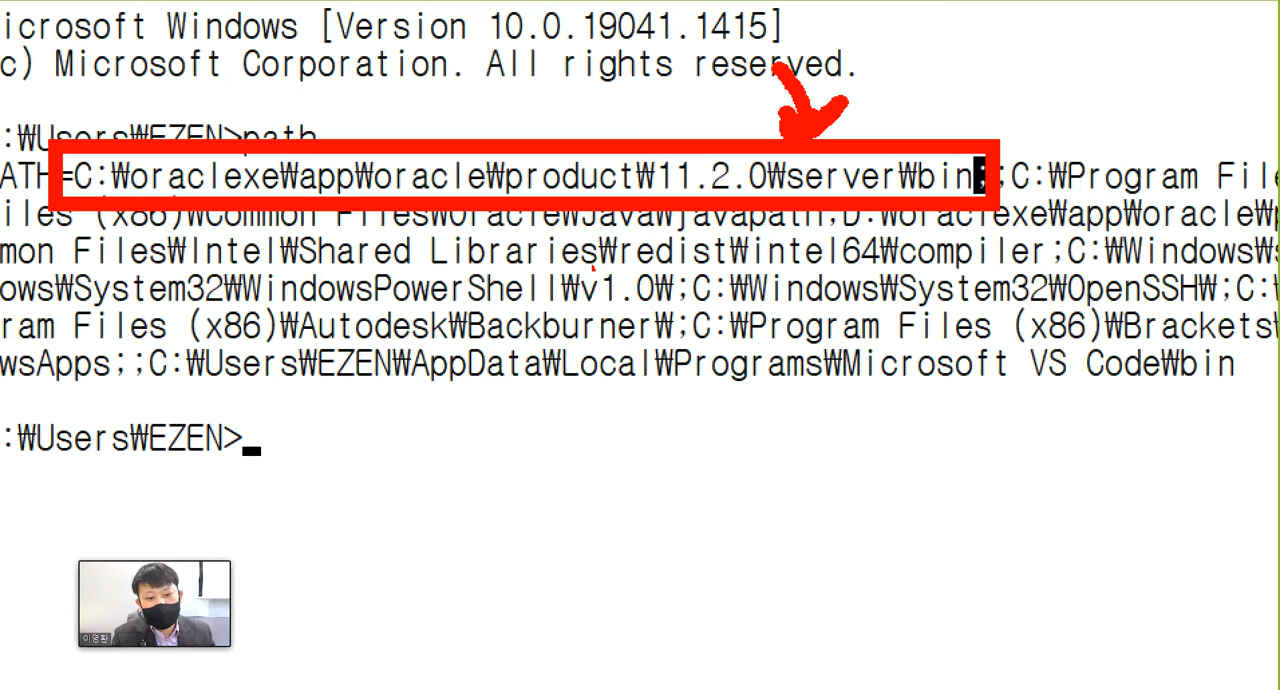 icrosoft Windows [Version 10.0.19041.1415]
c) Microsoft Corporation. All rights reserved.
:₩Users₩EZEN>path
ATH=C:₩oraclexe₩app₩oracle₩product₩11.2.0₩server₩bin;;C:₩Program File
iles (x86)₩Common Files₩Oracle₩Java₩javapath;D:₩oraclexe₩app₩oracle₩p
mon Files₩Intel₩Shared Libraries₩redist₩intel64₩compiler;C:₩Windows₩s
ows₩System32₩WindowsPowerShell₩v1.0₩;C:₩Windows₩System32₩OpenSSH₩;C:₩
ram Files (x86)₩Autodesk₩Backburner₩;C:₩Program Files (x86)₩Brackets₩
wsApps;;C:₩Users₩EZEN₩AppData₩Local₩Programs₩Microsoft VS Code₩bin
:₩Users₩EZEN>
이영환